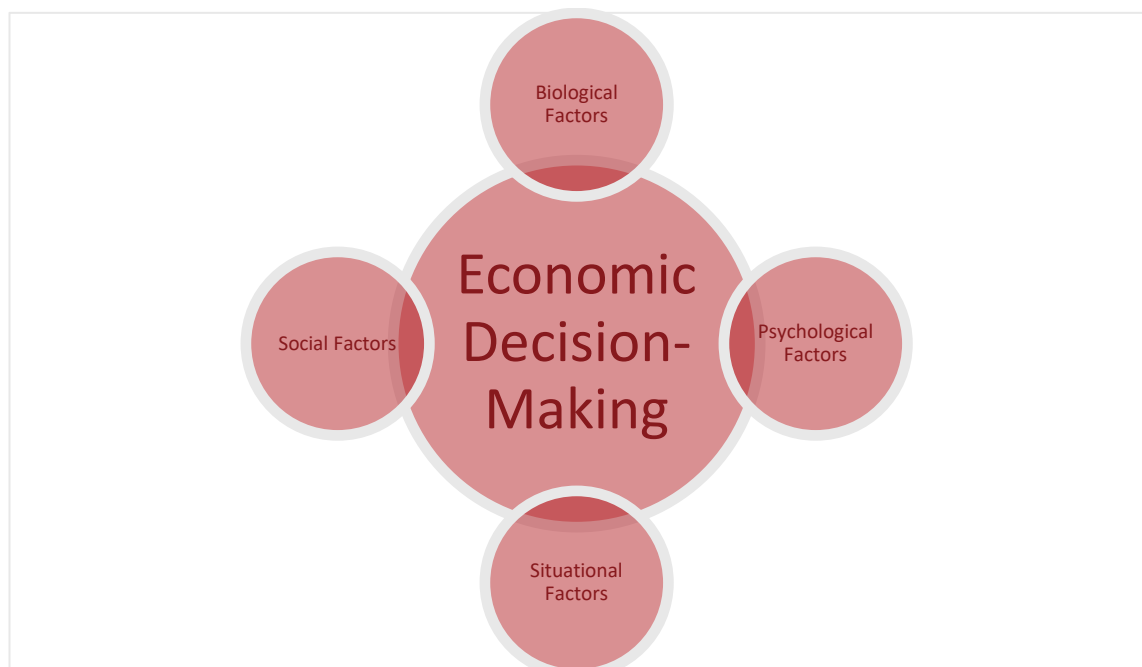 Biological
Factors
Economic
Decision-
Making
Social Factors
Psychological
Factors
Situational
Factors